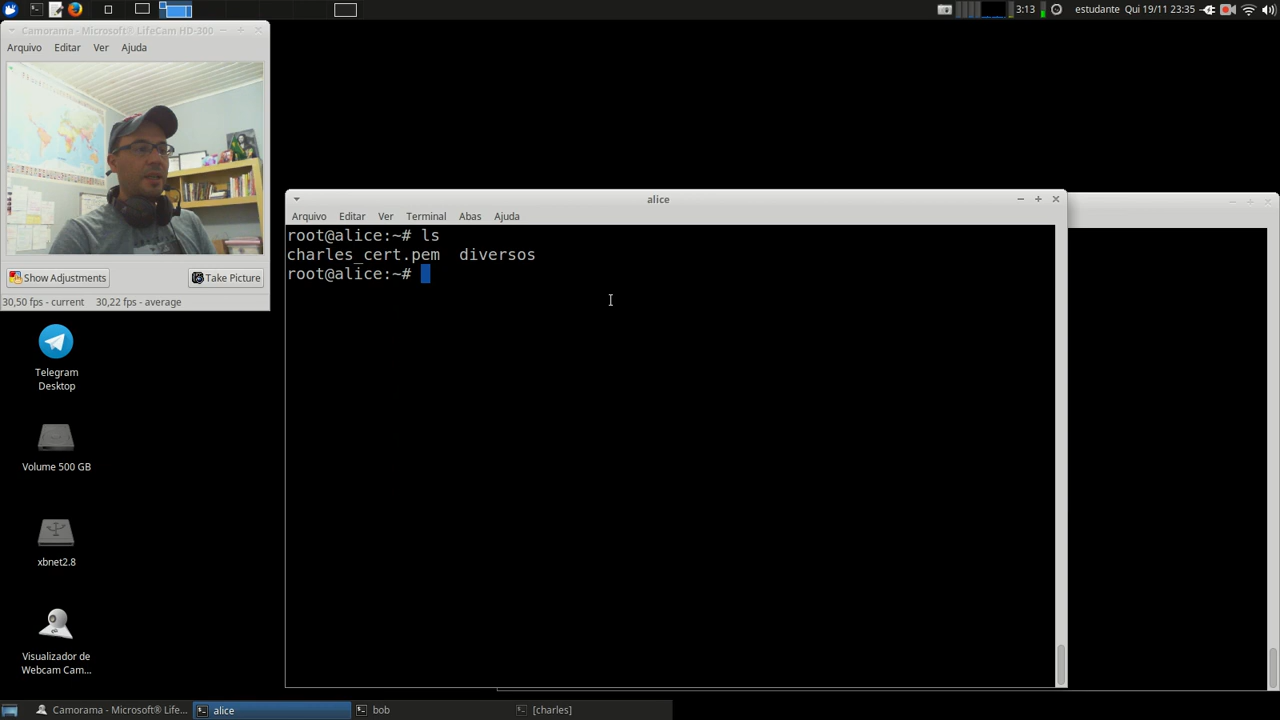 3:13 estudante Qui 19/11 23:35
Camorama - Microsoft® LifeCam HD-300
Arquivo Editar Ver Ajuda
Show Adjustments Take Picture
30,50 fps - current 30,22 fps - average
Telegram
Desktop
Volume 500 GB
xbnet2.8
Visualizador de
Webcam Cam...
alice
Arquivo Editar Ver Terminal Abas Ajuda
root@alice:~# ls
charles_cert.pem diversos
root@alice:~#
Camorama - Microsoft® Life... alice bob [charles]